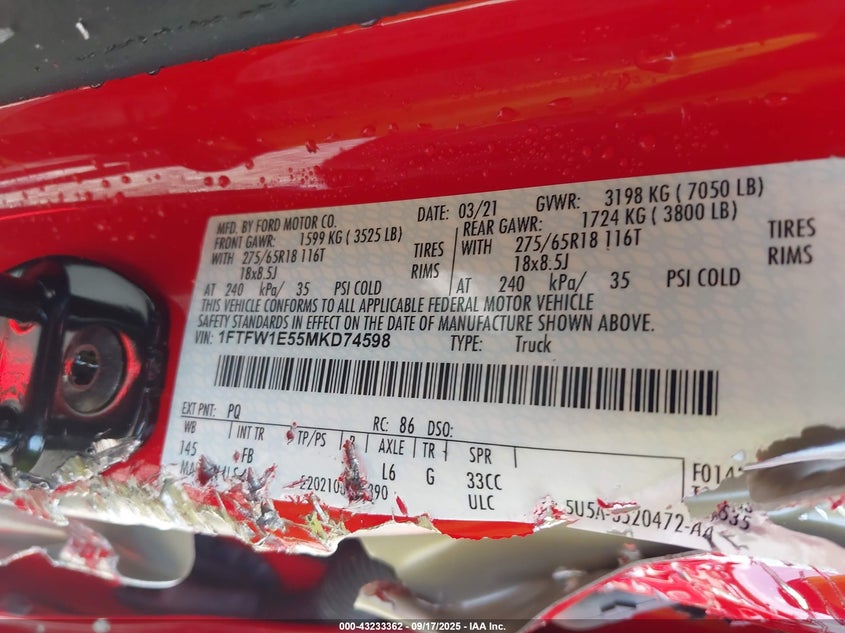 MFD. BY FORD MOTOR CO. DATE: 03/21 GVWR: 3198 KG ( 7050 LB)
FRONT GAWR: 1599 KG ( 3525 LB) REAR GAWR: 1724 KG ( 3800 LB)
WITH 275/65R18 116T TIRES WITH 275/65R18 116T TIRES
18x8.5J RIMS 18x8.5J RIMS
AT 240 kPa/ 35 PSI COLD AT 240 kPa/ 35 PSI COLD
THIS VEHICLE CONFORMS TO ALL APPLICABLE FEDERAL MOTOR VEHICLE
SAFETY STANDARDS IN EFFECT ON THE DATE OF MANUFACTURE SHOWN ABOVE.
VIN: 1FTFW1E55MKD74598 TYPE: Truck
EXT PNT: PQ RC: 86 DSO:
WB INT TR TP/PS R AXLE TR SPR
145 FB L6 G 33CC
ULC
000-43233362 - 09/17/2025 - IAA Inc.